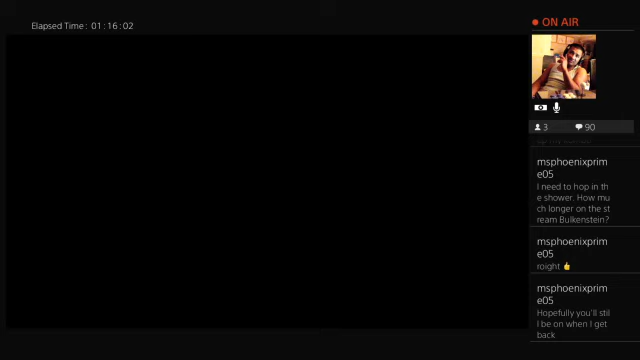 Elapsed Time: 01:16:02
ON AIR
3 90
msphoenixprim
e05
I need to hop in th
e shower. How mu
ch longer on the st
ream Bulkenstein?
msphoenixprim
e05
roight 👍
msphoenixprim
e05
Hopefully you'll stil
l be on when I get
back